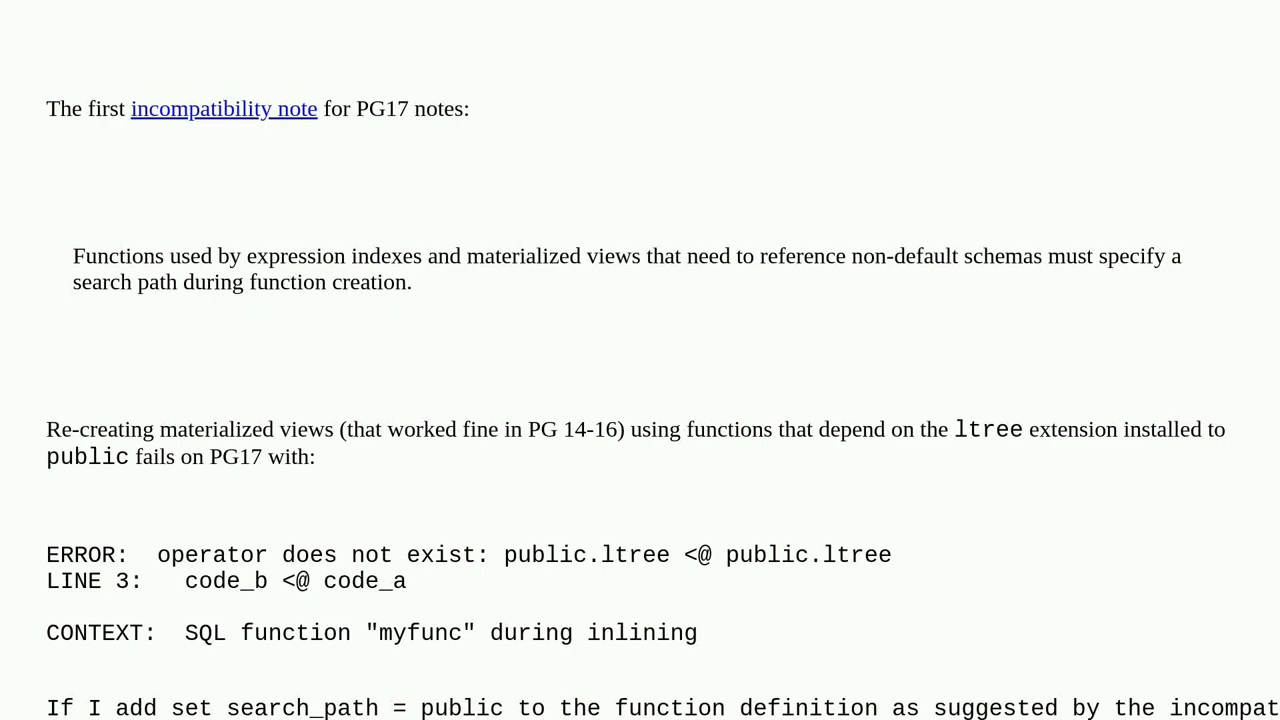 The first incompatibility note for PG17 notes:
Functions used by expression indexes and materialized views that need to reference non-default schemas must specify a
search path during function creation.
Re-creating materialized views (that worked fine in PG 14-16) using functions that depend on the ltree extension installed to
public fails on PG17 with:
ERROR:  operator does not exist: public.ltree <@ public.ltree
LINE 3:   code_b <@ code_a
CONTEXT:  SQL function "myfunc" during inlining
If I add set search_path = public to the function definition as suggested by the incompat